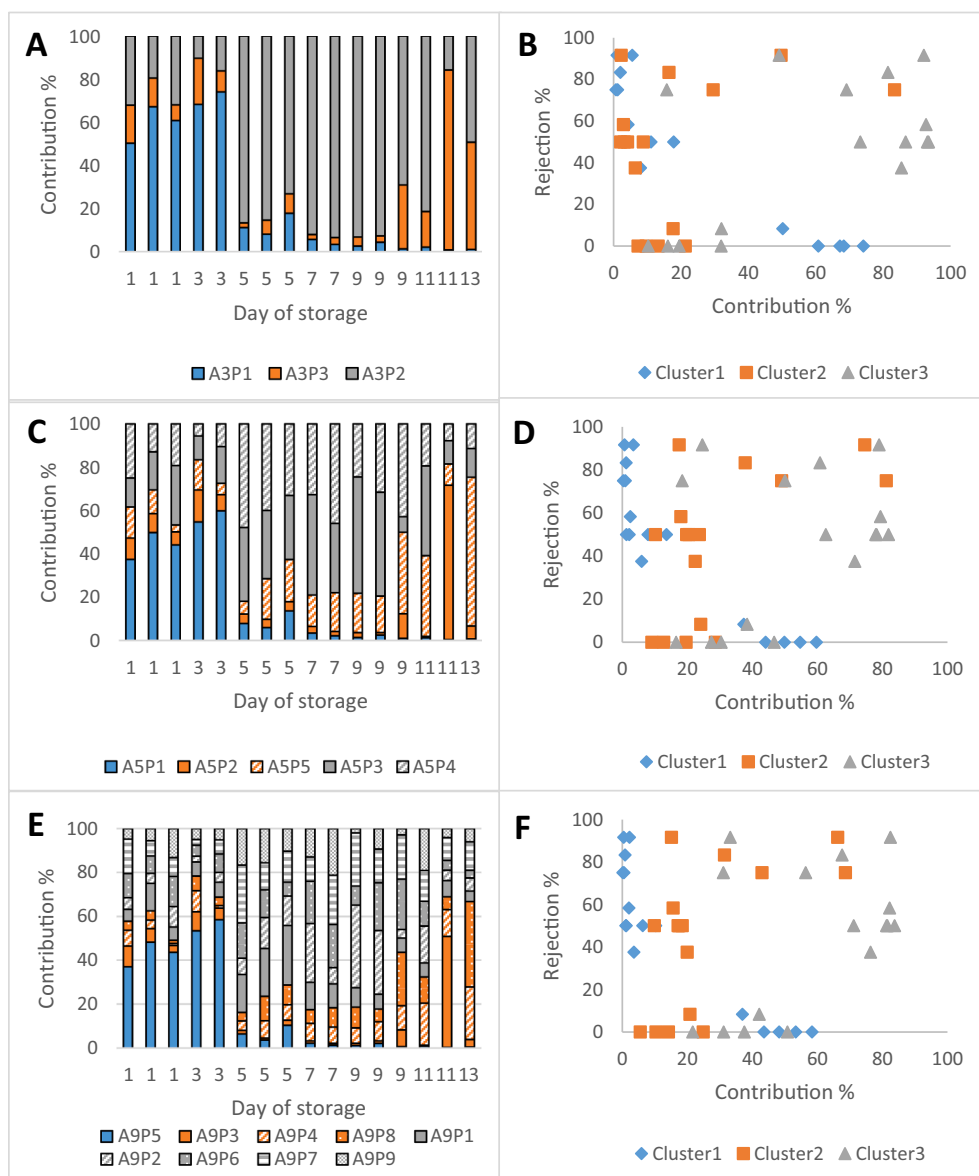 A
Contribution %
100
80
60
40
20
0
1 1 1 3 3 5 5 5 7 7 9 9 9 11 11 13
Day of storage
A3P1 A3P3 A3P2
B
Rejection %
100
80
60
40
20
0
0 20 40 60 80 100
Contribution %
Cluster1 Cluster2 Cluster3
C
Contribution %
100
80
60
40
20
0
1 1 1 3 3 5 5 5 7 7 9 9 9 11 11 13
Day of storage
A5P1 A5P2 A5P5 A5P3 A5P4
D
Rejection %
100
80
60
40
20
0
0 20 40 60 80 100
Contribution %
Cluster1 Cluster2 Cluster3
E
Contribution %
100
80
60
40
20
0
1 1 1 3 3 5 5 5 7 7 9 9 9 11 11 13
Day of storage
A9P5 A9P3 A9P4 A9P8 A9P1
A9P2 A9P6 A9P7 A9P9
F
Rejection %
100
80
60
40
20
0
0 20 40 60 80 100
Contribution %
Cluster1 Cluster2 Cluster3